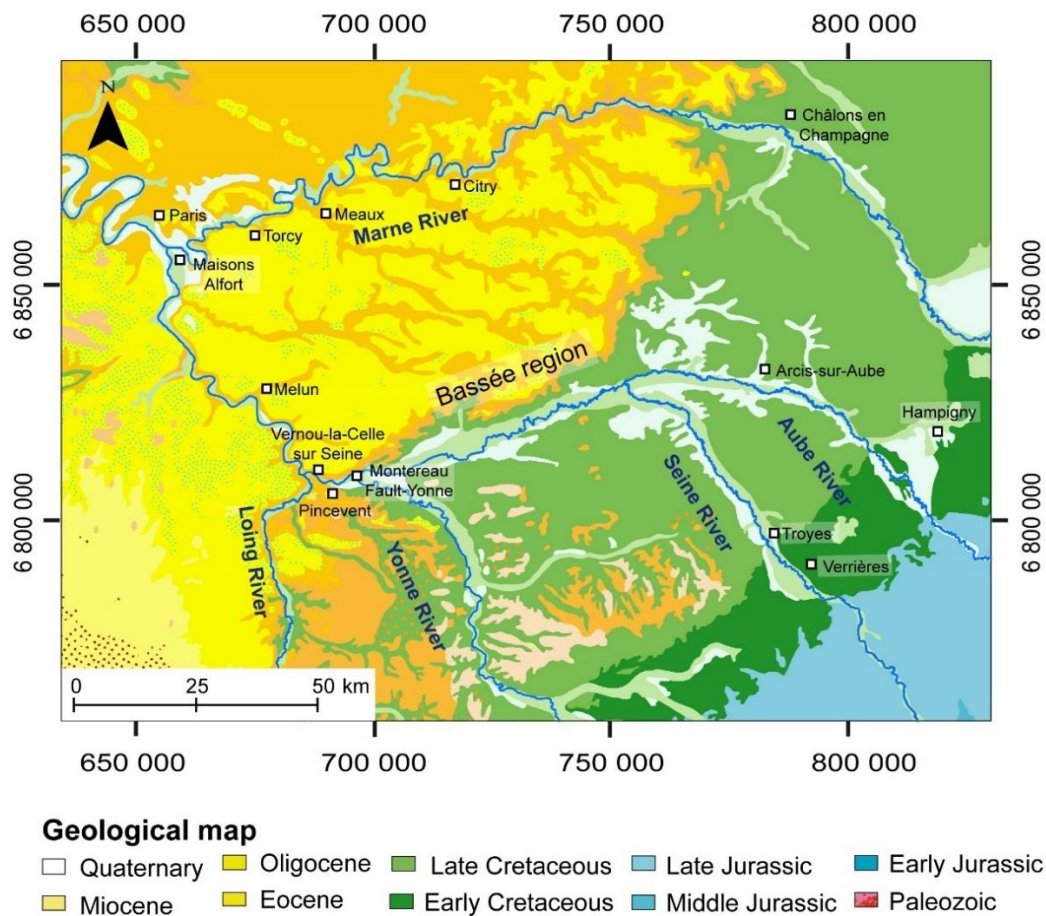 650 000
700 000
750 000
800 000
N
Châlons en
Champagne
Citry
Paris
Meaux
Marne River
Torcy
Maisons
Alfort
6 850 000
6 850 000
Bassée region
Arcis-sur-Aube
Melun
Hampigny
Vernou-la-Celle
sur Seine
Montereau
Fault-Yonne
Pincevent
Aube River
Seine River
6 800 000
6 800 000
Loing River
Yonne River
Troyes
Verrières
0 25 50 km
650 000
700 000
750 000
800 000
Geological map
Quaternary
Oligocene
Late Cretaceous
Late Jurassic
Early Jurassic
Miocene
Eocene
Early Cretaceous
Middle Jurassic
Paleozoic